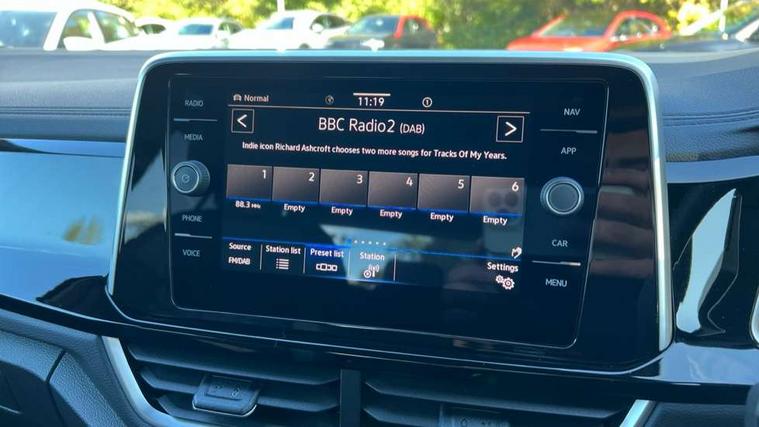 RADIO
MEDIA
PHONE
VOICE
Normal
11:19
BBC Radio2 (DAB)
Indie icon Richard Ashcroft chooses two more songs for Tracks Of My Years.
1 2 3 4 5 6
88.3 MHz Empty Empty Empty Empty Empty
Source Station list Preset list Station Settings
FM/DAB
NAV
APP
CAR
MENU